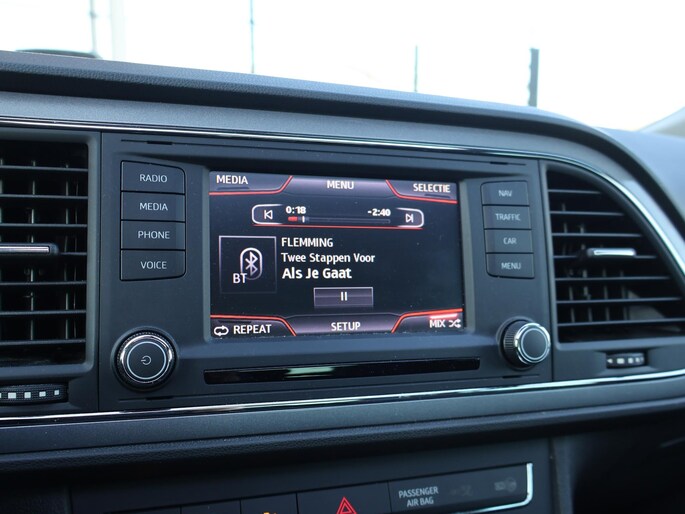 RADIO
MEDIA
PHONE
VOICE
MEDIA
MENU
SELECTIE
0:18
-2:40
FLEMMING
Twee Stappen Voor
Als Je Gaat
BT
REPEAT
SETUP
MIX
NAV
TRAFFIC
CAR
MENU
PASSENGER
AIR BAG